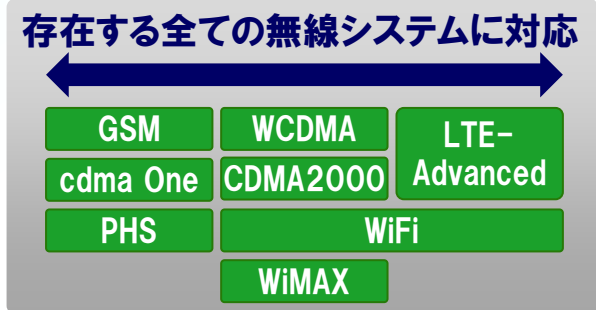 存在する全ての無線システムに対応
GSM
WCDMA
LTE-
Advanced
cdma One
CDMA2000
PHS
WiFi
WiMAX